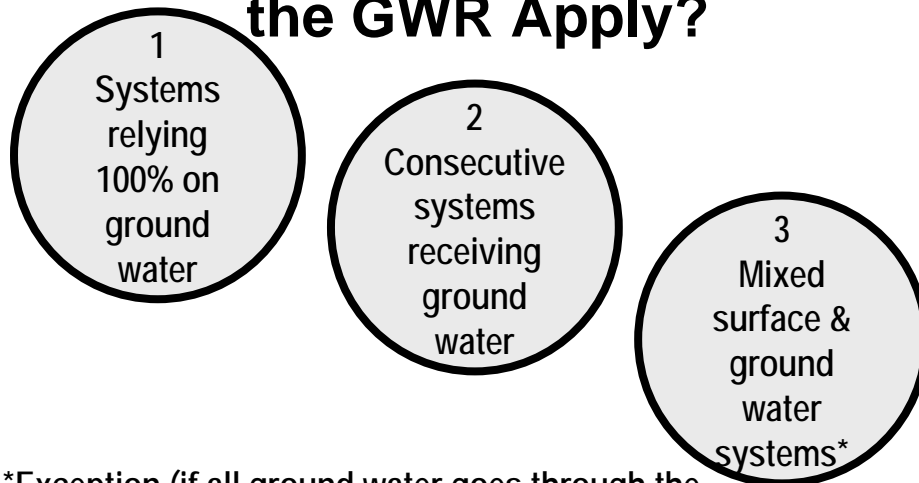 the GWR Apply?
1
Systems
relying
100% on
ground
water
2
Consecutive
systems
receiving
ground
water
3
Mixed
surface &
ground
water
systems*
*Exception (if all ground water goes through the